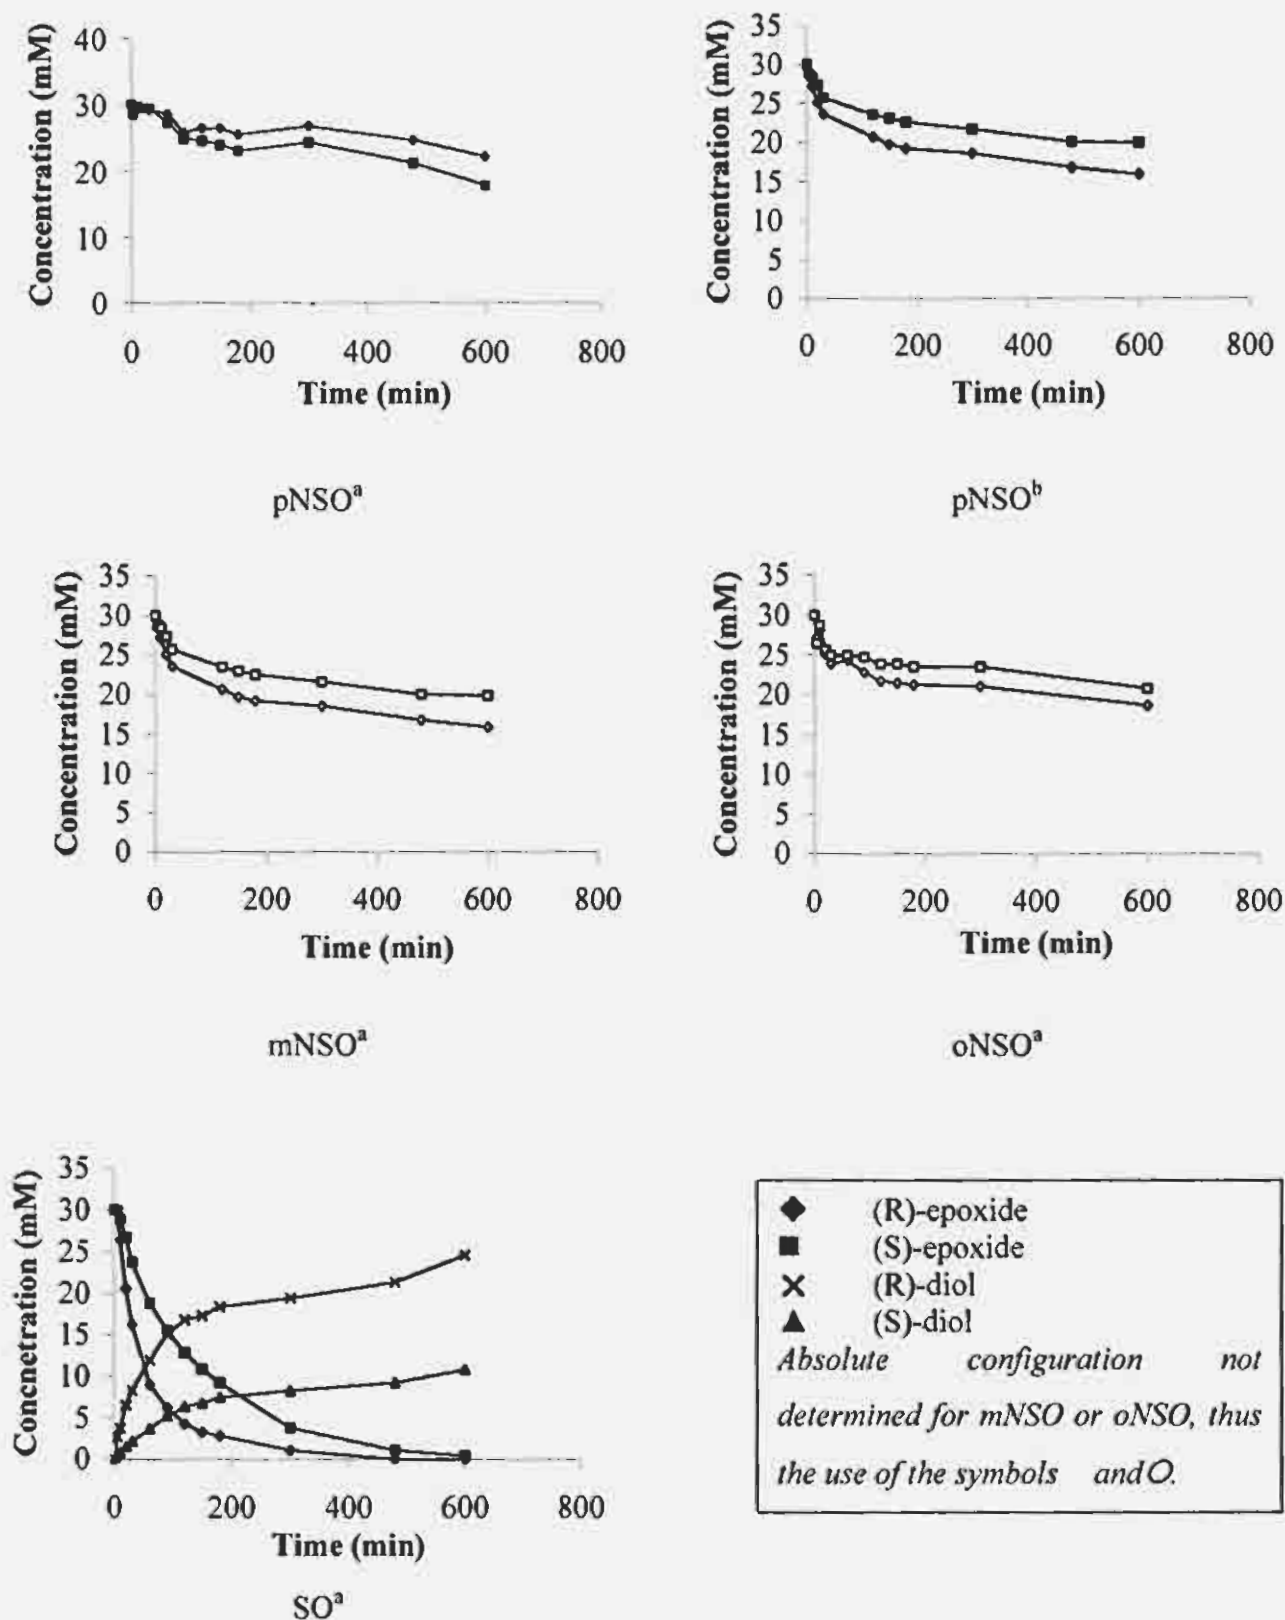 Concentration (mM)
40
30
20
10
0
0 200 400 600 800
Time (min)
pNSOᵃ
Concentration (mM)
35
30
25
20
15
10
5
0
0 200 400 600 800
Time (min)
pNSOᵇ
Concentration (mM)
35
30
25
20
15
10
5
0
0 200 400 600 800
Time (min)
mNSOᵃ
Concentration (mM)
35
30
25
20
15
10
5
0
0 200 400 600 800
Time (min)
oNSOᵃ
Concnetration (mM)
35
30
25
20
15
10
5
0
0 200 400 600 800
Time (min)
SOᵃ
(R)-epoxide
(S)-epoxide
(R)-diol
(S)-diol
Absolute configuration not
determined for mNSO or oNSO, thus
the use of the symbols and O.